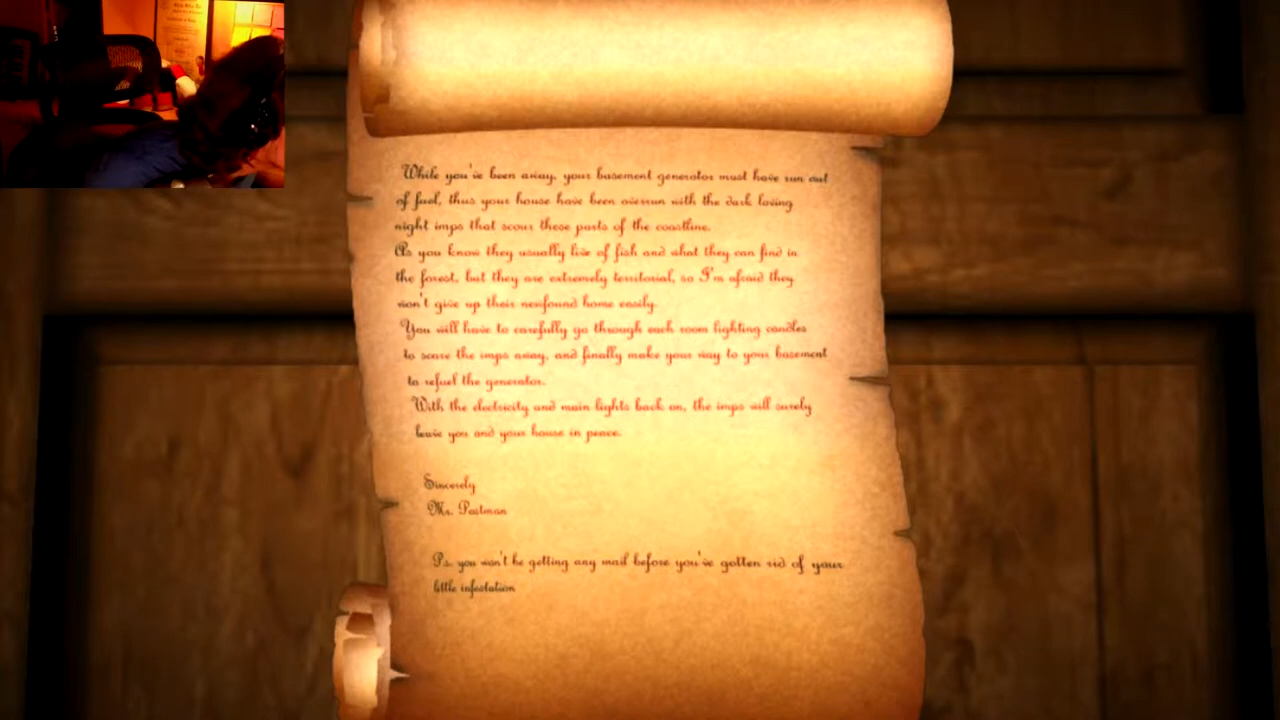 While you've been away, your basement generator must have run out
of fuel, thus your house have been overrun with the dark loving
night imps that scour these parts of the coastline.
As you know they usually live of fish and what they can find in
the forest, but they are extremely territorial, so I'm afraid they
won't give up their newfound home easily.
You will have to carefully go through each room lighting candles
to scare the imps away, and finally make your way to your basement
to refuel the generator.
With the electricity and main lights back on, the imps will surely
leave you and your house in peace.
Sincerely
Mr. Postman
Ps. you won't be getting any mail before you've gotten rid of your
little infestation